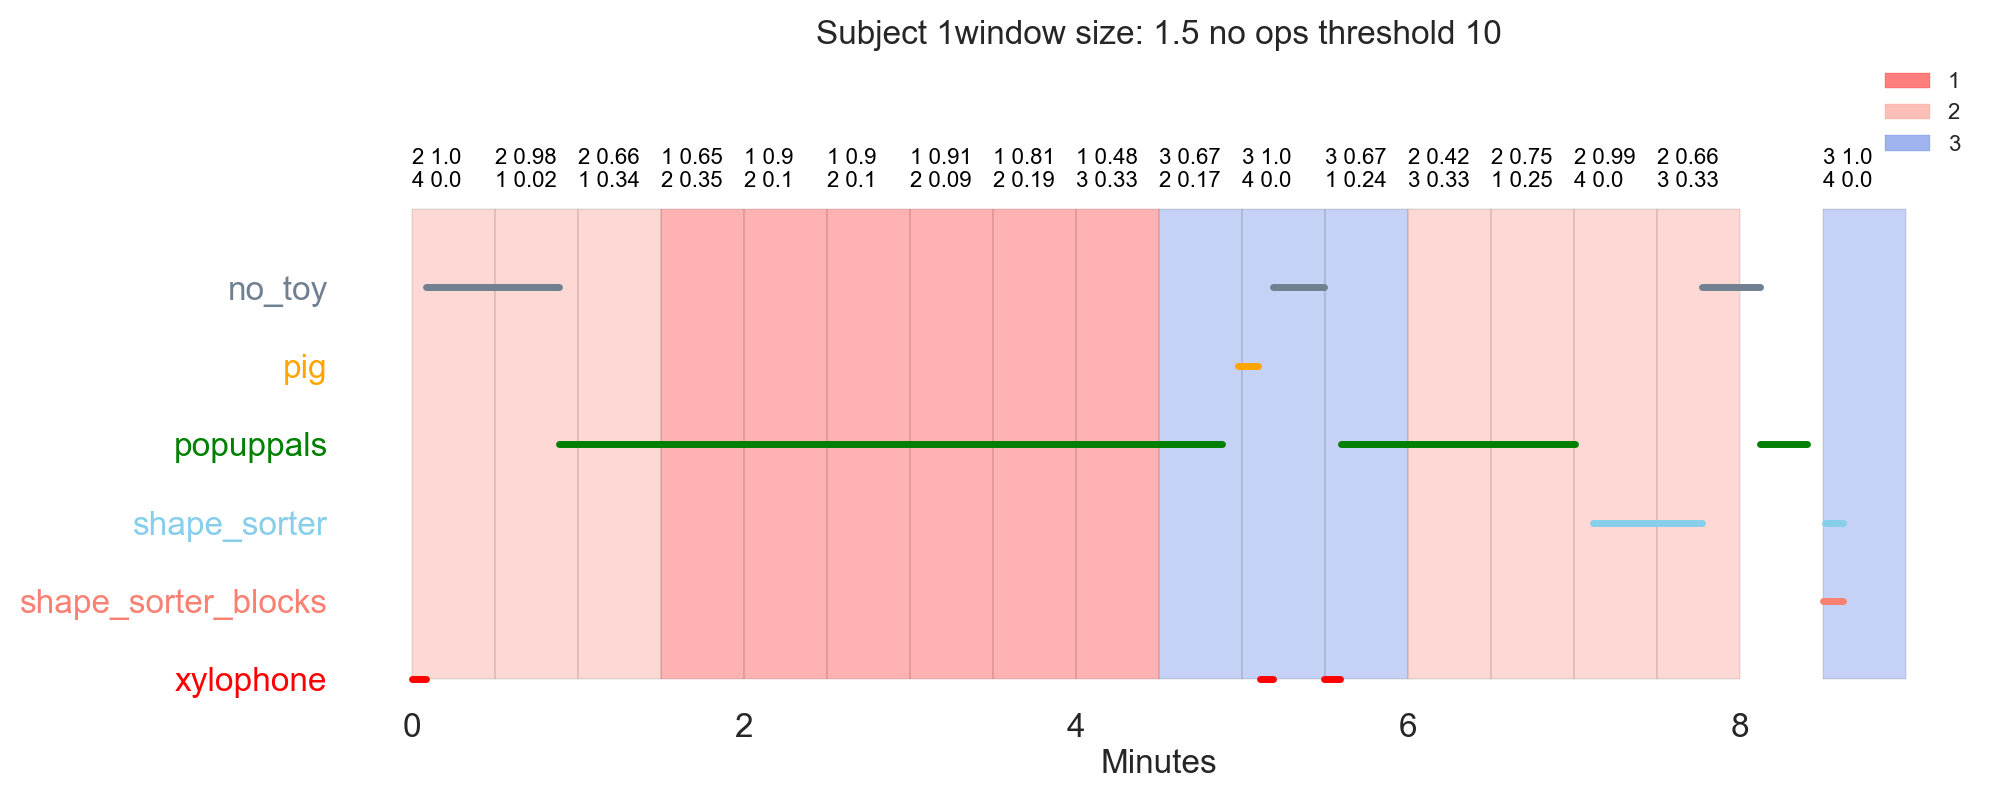 Subject 1window size: 1.5 no ops threshold 10
1
2
3
2 1.0 2 0.98 2 0.66 1 0.65 1 0.9 1 0.9 1 0.91 1 0.81 1 0.48 3 0.67 3 1.0 3 0.67 2 0.42 2 0.75 2 0.99 2 0.66 3 1.0
4 0.0 1 0.02 1 0.34 2 0.35 2 0.1 2 0.1 2 0.09 2 0.19 3 0.33 2 0.17 4 0.0 1 0.24 3 0.33 1 0.25 4 0.0 3 0.33 4 0.0
no_toy
pig
popuppals
shape_sorter
shape_sorter_blocks
xylophone
0 2 4 6 8
Minutes